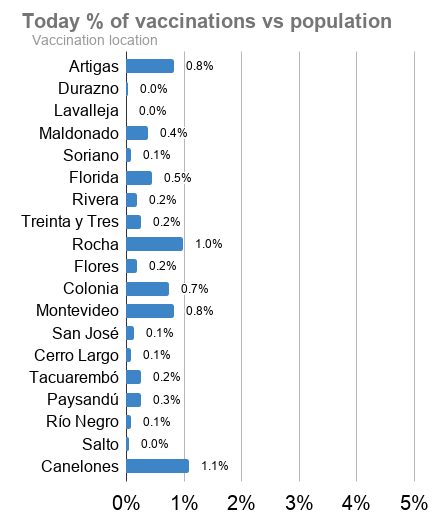 Today % of vaccinations vs population
Vaccination location
Artigas 0.8%
Durazno 0.0%
Lavalleja 0.0%
Maldonado 0.4%
Soriano 0.1%
Florida 0.5%
Rivera 0.2%
Treinta y Tres 0.2%
Rocha 1.0%
Flores 0.2%
Colonia 0.7%
Montevideo 0.8%
San José 0.1%
Cerro Largo 0.1%
Tacuarembó 0.2%
Paysandú 0.3%
Río Negro 0.1%
Salto 0.0%
Canelones 1.1%
0% 1% 2% 3% 4% 5%